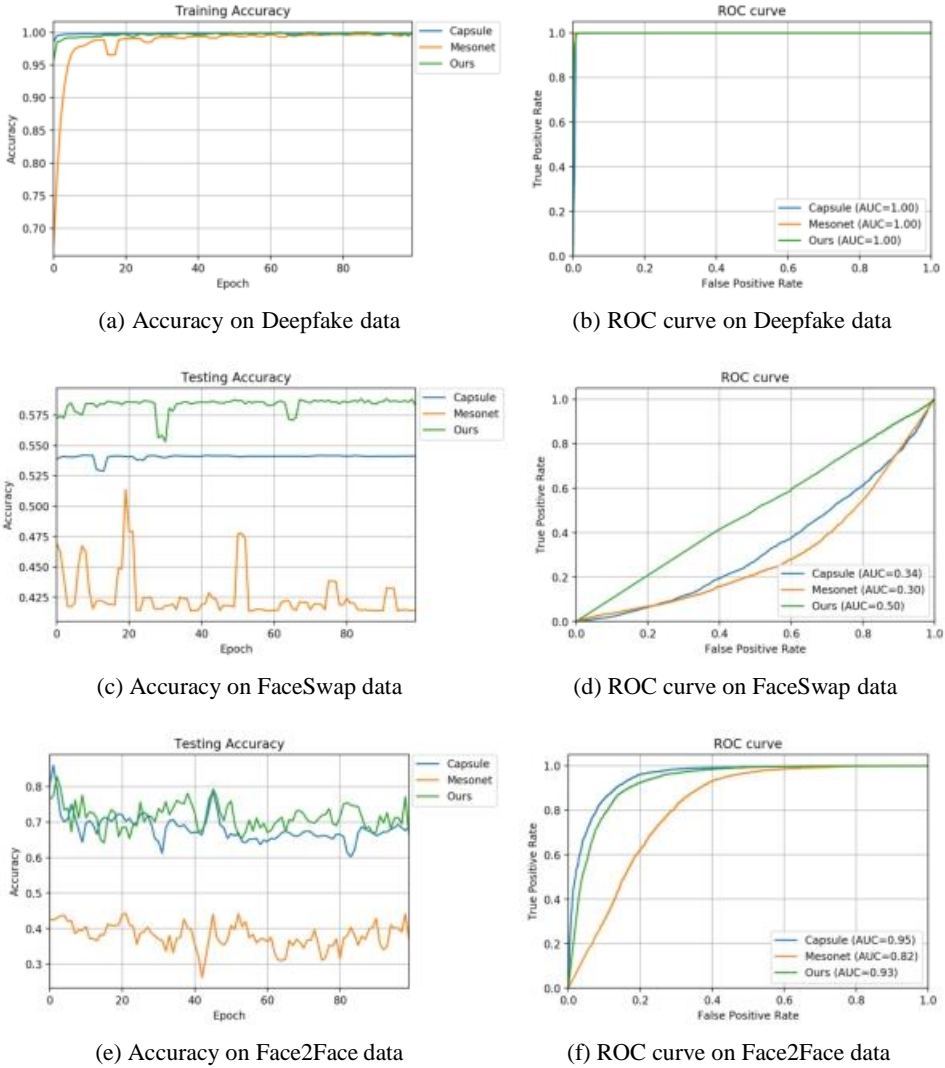 Training Accuracy
1.00
0.95
0.90
0.85
0.80
0.75
0.70
Accuracy
0
20
40
60
80
Epoch
Capsule
Mesonet
Ours
(a) Accuracy on Deepfake data
ROC curve
1.0
0.8
0.6
0.4
0.2
0.0
True Positive Rate
0.0
0.2
0.4
0.6
0.8
1.0
False Positive Rate
Capsule (AUC=1.00)
Mesonet (AUC=1.00)
Ours (AUC=1.00)
(b) ROC curve on Deepfake data
Testing Accuracy
0.575
0.550
0.525
0.500
0.475
0.450
0.425
Accuracy
0
20
40
60
80
Epoch
Capsule
Mesonet
Ours
(c) Accuracy on FaceSwap data
ROC curve
1.0
0.8
0.6
0.4
0.2
0.0
True Positive Rate
0.0
0.2
0.4
0.6
0.8
1.0
False Positive Rate
Capsule (AUC=0.34)
Mesonet (AUC=0.30)
Ours (AUC=0.50)
(d) ROC curve on FaceSwap data
Testing Accuracy
0.8
0.7
0.6
0.5
0.4
0.3
Accuracy
0
20
40
60
80
Epoch
Capsule
Mesonet
Ours
(e) Accuracy on Face2Face data
ROC curve
1.0
0.8
0.6
0.4
0.2
0.0
True Positive Rate
0.0
0.2
0.4
0.6
0.8
1.0
False Positive Rate
Capsule (AUC=0.95)
Mesonet (AUC=0.82)
Ours (AUC=0.93)
(f) ROC curve on Face2Face data